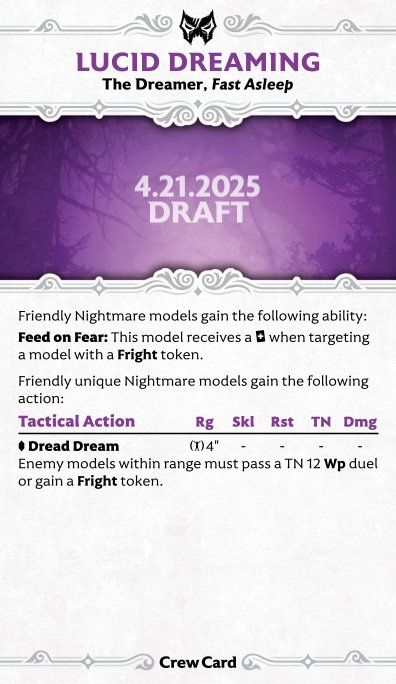 LUCID DREAMING
The Dreamer, Fast Asleep
4.21.2025
DRAFT
Friendly Nightmare models gain the following ability:
Feed on Fear: This model receives a + when targeting
a model with a Fright token.
Friendly unique Nightmare models gain the following
action:
Tactical Action Rg Skl Rst TN Dmg
Dread Dream 4" - - - -
Enemy models within range must pass a TN 12 Wp duel
or gain a Fright token.
Crew Card